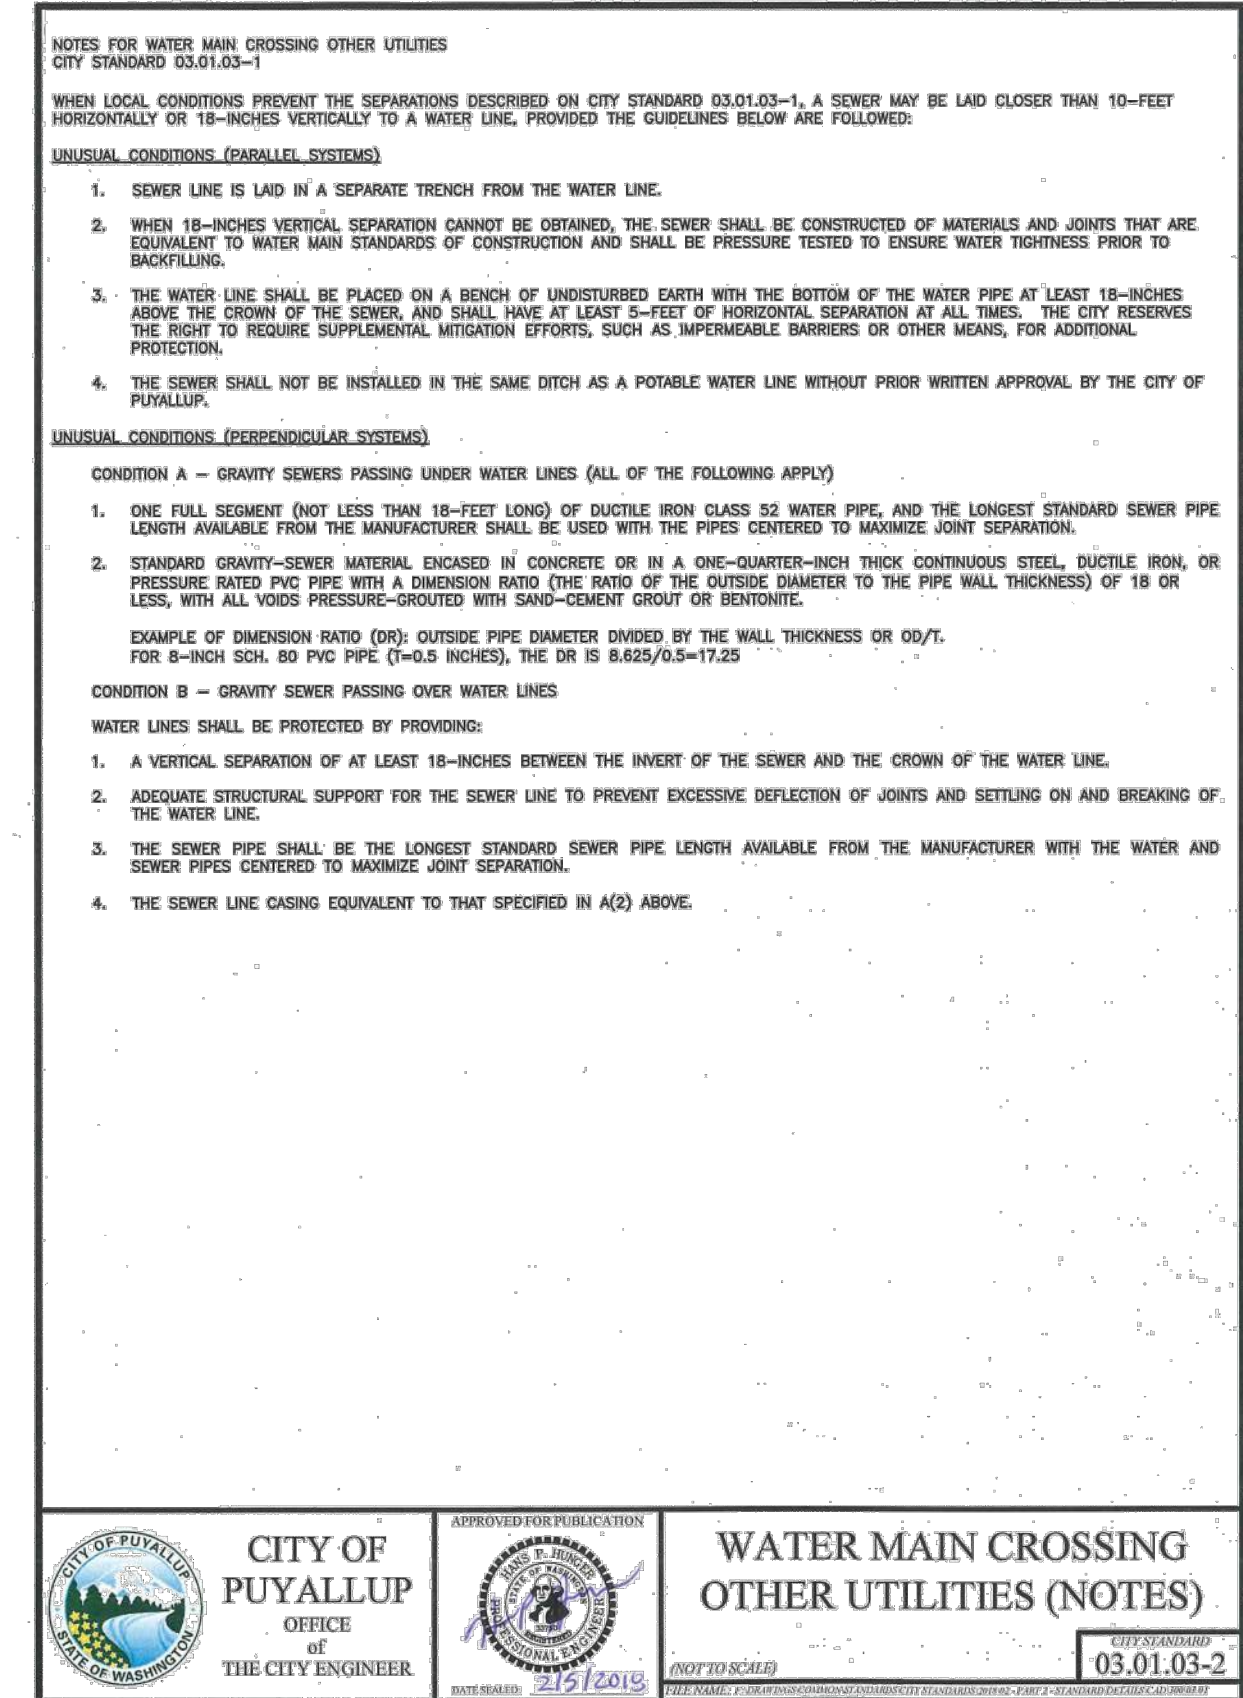 NOTES FOR WATER MAIN CROSSING OTHER UTILITIES
CITY STANDARD 03.01.03-1
WHEN LOCAL CONDITIONS PREVENT THE SEPARATIONS DESCRIBED ON CITY STANDARD 03.01.03-1, A SEWER MAY BE LAID CLOSER THAN 10-FEET
HORIZONTALLY OR 18-INCHES VERTICALLY TO A WATER LINE, PROVIDED THE GUIDELINES BELOW ARE FOLLOWED:
UNUSUAL CONDITIONS (PARALLEL SYSTEMS)
1. SEWER LINE IS LAID IN A SEPARATE TRENCH FROM THE WATER LINE.
2. WHEN 18-INCHES VERTICAL SEPARATION CANNOT BE OBTAINED, THE SEWER SHALL BE CONSTRUCTED OF MATERIALS AND JOINTS THAT ARE
EQUIVALENT TO WATER MAIN STANDARDS OF CONSTRUCTION AND SHALL BE PRESSURE TESTED TO ENSURE WATER TIGHTNESS PRIOR TO
BACKFILLING.
3. THE WATER LINE SHALL BE PLACED ON A BENCH OF UNDISTURBED EARTH WITH THE BOTTOM OF THE WATER PIPE AT LEAST 18-INCHES
ABOVE THE CROWN OF THE SEWER, AND SHALL HAVE AT LEAST 5-FEET OF HORIZONTAL SEPARATION AT ALL TIMES. THE CITY RESERVES
THE RIGHT TO REQUIRE SUPPLEMENTAL MITIGATION EFFORTS, SUCH AS IMPERMEABLE BARRIERS OR OTHER MEANS, FOR ADDITIONAL
PROTECTION.
4. THE SEWER SHALL NOT BE INSTALLED IN THE SAME DITCH AS A POTABLE WATER LINE WITHOUT PRIOR WRITTEN APPROVAL BY THE CITY OF
PUYALLUP.
UNUSUAL CONDITIONS (PERPENDICULAR SYSTEMS)
CONDITION A - GRAVITY SEWERS PASSING UNDER WATER LINES (ALL OF THE FOLLOWING APPLY)
1. ONE FULL SEGMENT (NOT LESS THAN 18-FEET LONG) OF DUCTILE IRON CLASS 52 WATER PIPE, AND THE LONGEST STANDARD SEWER PIPE
LENGTH AVAILABLE FROM THE MANUFACTURER SHALL BE USED WITH THE PIPES CENTERED TO MAXIMIZE JOINT SEPARATION.
2. STANDARD GRAVITY-SEWER MATERIAL ENCASED IN CONCRETE OR IN A ONE-QUARTER-INCH THICK CONTINUOUS STEEL, DUCTILE IRON, OR
PRESSURE RATED PVC PIPE WITH A DIMENSION RATIO (THE RATIO OF THE OUTSIDE DIAMETER TO THE PIPE WALL THICKNESS) OF 18 OR
LESS, WITH ALL VOIDS PRESSURE-GROUTED WITH SAND-CEMENT GROUT OR BENTONITE.
EXAMPLE OF DIMENSION RATIO (DR): OUTSIDE PIPE DIAMETER DIVIDED BY THE WALL THICKNESS OR OD/T.
FOR 8-INCH SCH. 80 PVC PIPE (T=0.5 INCHES), THE DR IS 8.625/0.5=17.25
CONDITION B - GRAVITY SEWER PASSING OVER WATER LINES
WATER LINES SHALL BE PROTECTED BY PROVIDING:
1. A VERTICAL SEPARATION OF AT LEAST 18-INCHES BETWEEN THE INVERT OF THE SEWER AND THE CROWN OF THE WATER LINE.
2. ADEQUATE STRUCTURAL SUPPORT FOR THE SEWER LINE TO PREVENT EXCESSIVE DEFLECTION OF JOINTS AND SETTLING ON AND BREAKING OF
THE WATER LINE.
3. THE SEWER PIPE SHALL BE THE LONGEST STANDARD SEWER PIPE LENGTH AVAILABLE FROM THE MANUFACTURER WITH THE WATER AND
SEWER PIPES CENTERED TO MAXIMIZE JOINT SEPARATION.
4. THE SEWER LINE CASING EQUIVALENT TO THAT SPECIFIED IN A(2) ABOVE.
CITY OF PUYALLUP
STATE OF WASHINGTON
CITY OF
PUYALLUP
OFFICE
of
THE CITY ENGINEER
APPROVED FOR PUBLICATION
HANS P. HUNGER
STATE OF WASHINGTON
REGISTERED
PROFESSIONAL ENGINEER
DATE SEALED: 2/5/2018
WATER MAIN CROSSING
OTHER UTILITIES (NOTES)
(NOT TO SCALE)
CITY STANDARD
03.01.03-2
FILE NAME: F:\DRAWINGS\COMMON\STANDARDS\CITY STANDARDS